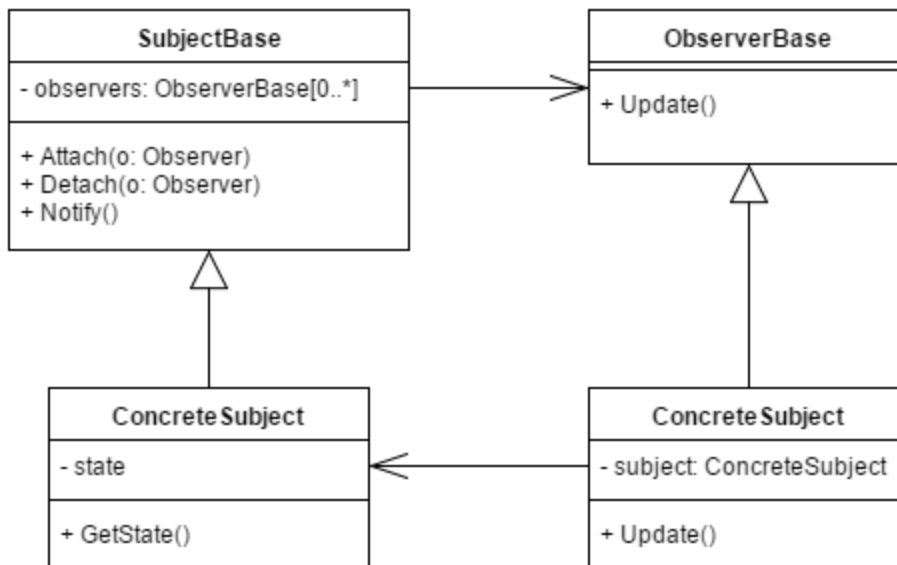 SubjectBase
- observers: ObserverBase[0..*]
+ Attach(o: Observer)
+ Detach(o: Observer)
+ Notify()
ObserverBase
+ Update()
ConcreteSubject
- state
+ GetState()
ConcreteSubject
- subject: ConcreteSubject
+ Update()